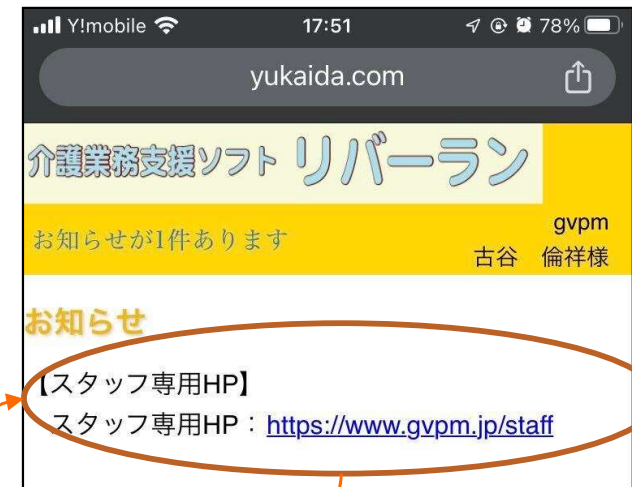 Y!mobile 17:51 78%
yukaida.com
介護業務支援ソフト リバーラン
お知らせが1件あります
gvpm
古谷 倫祥様
お知らせ
【スタッフ専用HP】
スタッフ専用HP:https://www.gvpm.jp/staff